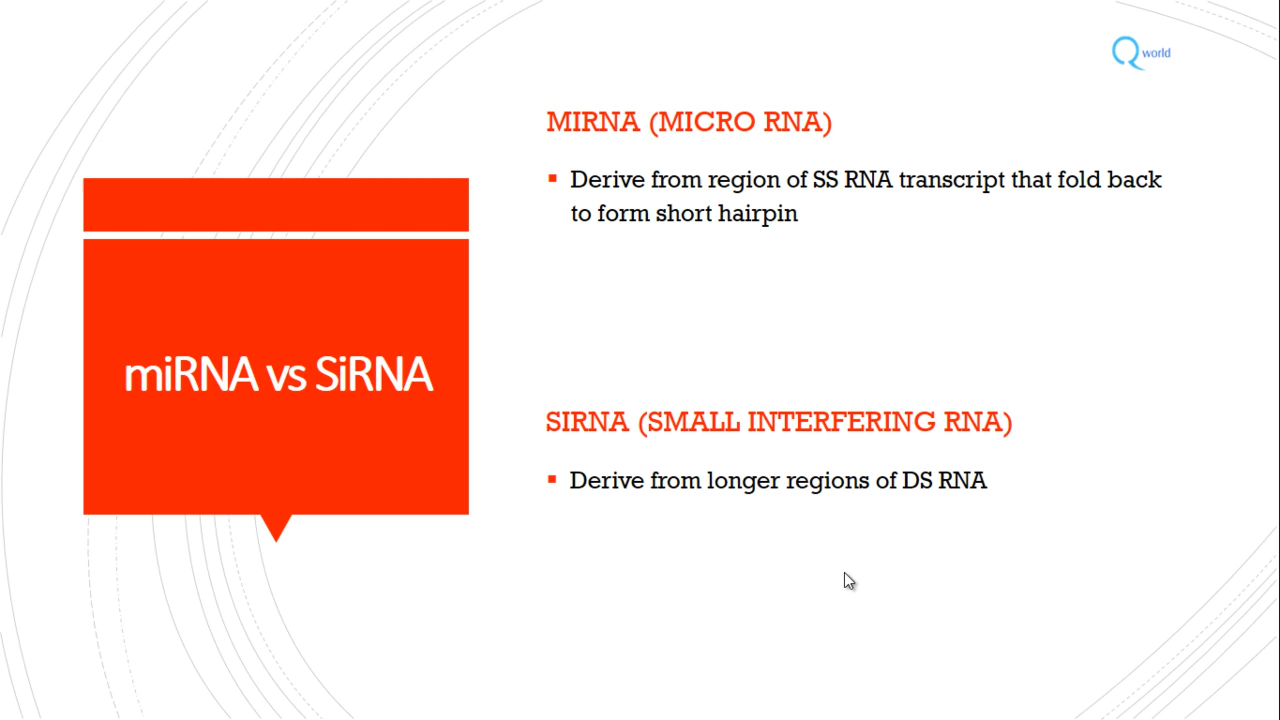 Q world
MIRNA (MICRO RNA)
▪ Derive from region of SS RNA transcript that fold back
to form short hairpin
miRNA vs SiRNA
SIRNA (SMALL INTERFERING RNA)
▪ Derive from longer regions of DS RNA